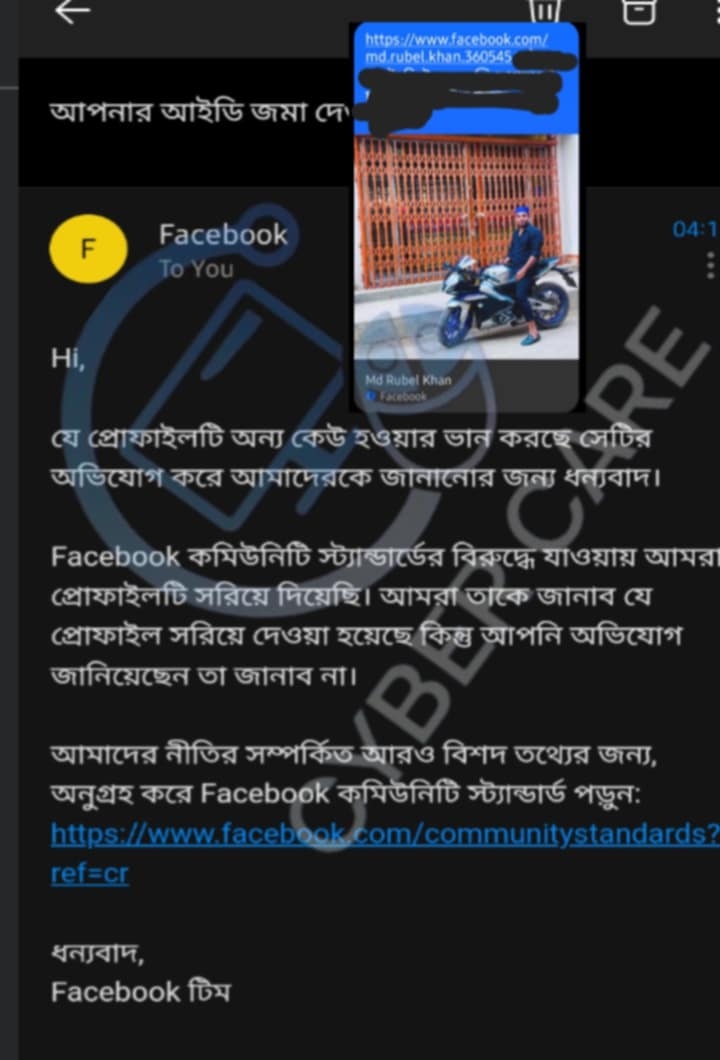 https://www.facebook.com/
md.rubel.khan.360545
আপনার আইডি জমা
F
Facebook
To You
04:1
Md Rubel Khan
Facebook
Hi,
যে প্রোফাইলটি অন্য কেউ হওয়ার ভান করছে সেটির
অভিযোগ করে আমাদেরকে জানানোর জন্য ধন্যবাদ।
Facebook কমিউনিটি স্ট্যান্ডার্ডের বিরুদ্ধে যাওয়ায় আমরা
প্রোফাইলটি সরিয়ে দিয়েছি। আমরা তাকে জানাব যে
প্রোফাইল সরিয়ে দেওয়া হয়েছে কিন্তু আপনি অভিযোগ
জানিয়েছেন তা জানাব না।
আমাদের নীতির সম্পর্কিত আরও বিশদ তথ্যের জন্য,
অনুগ্রহ করে Facebook কমিউনিটি স্ট্যান্ডার্ড পড়ুন:
https://www.facebook.com/communitystandards?
ref=cr
ধন্যবাদ,
Facebook টিম
CYBER CARE